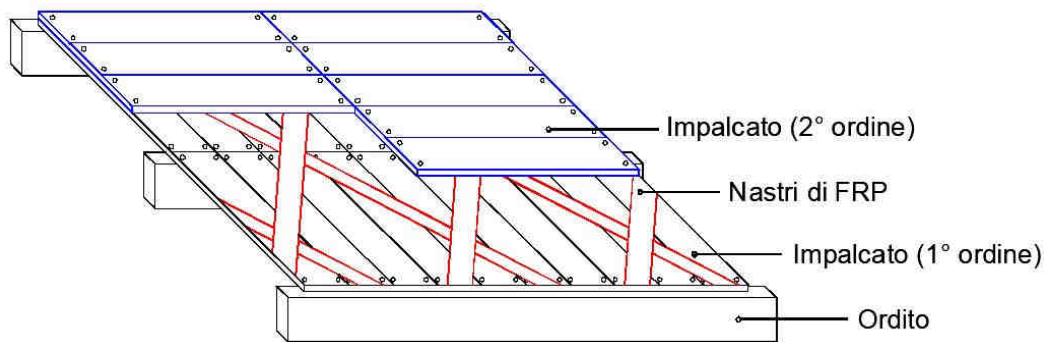 Impalcato (2° ordine)
Nastri di FRP
Impalcato (1° ordine)
Ordito